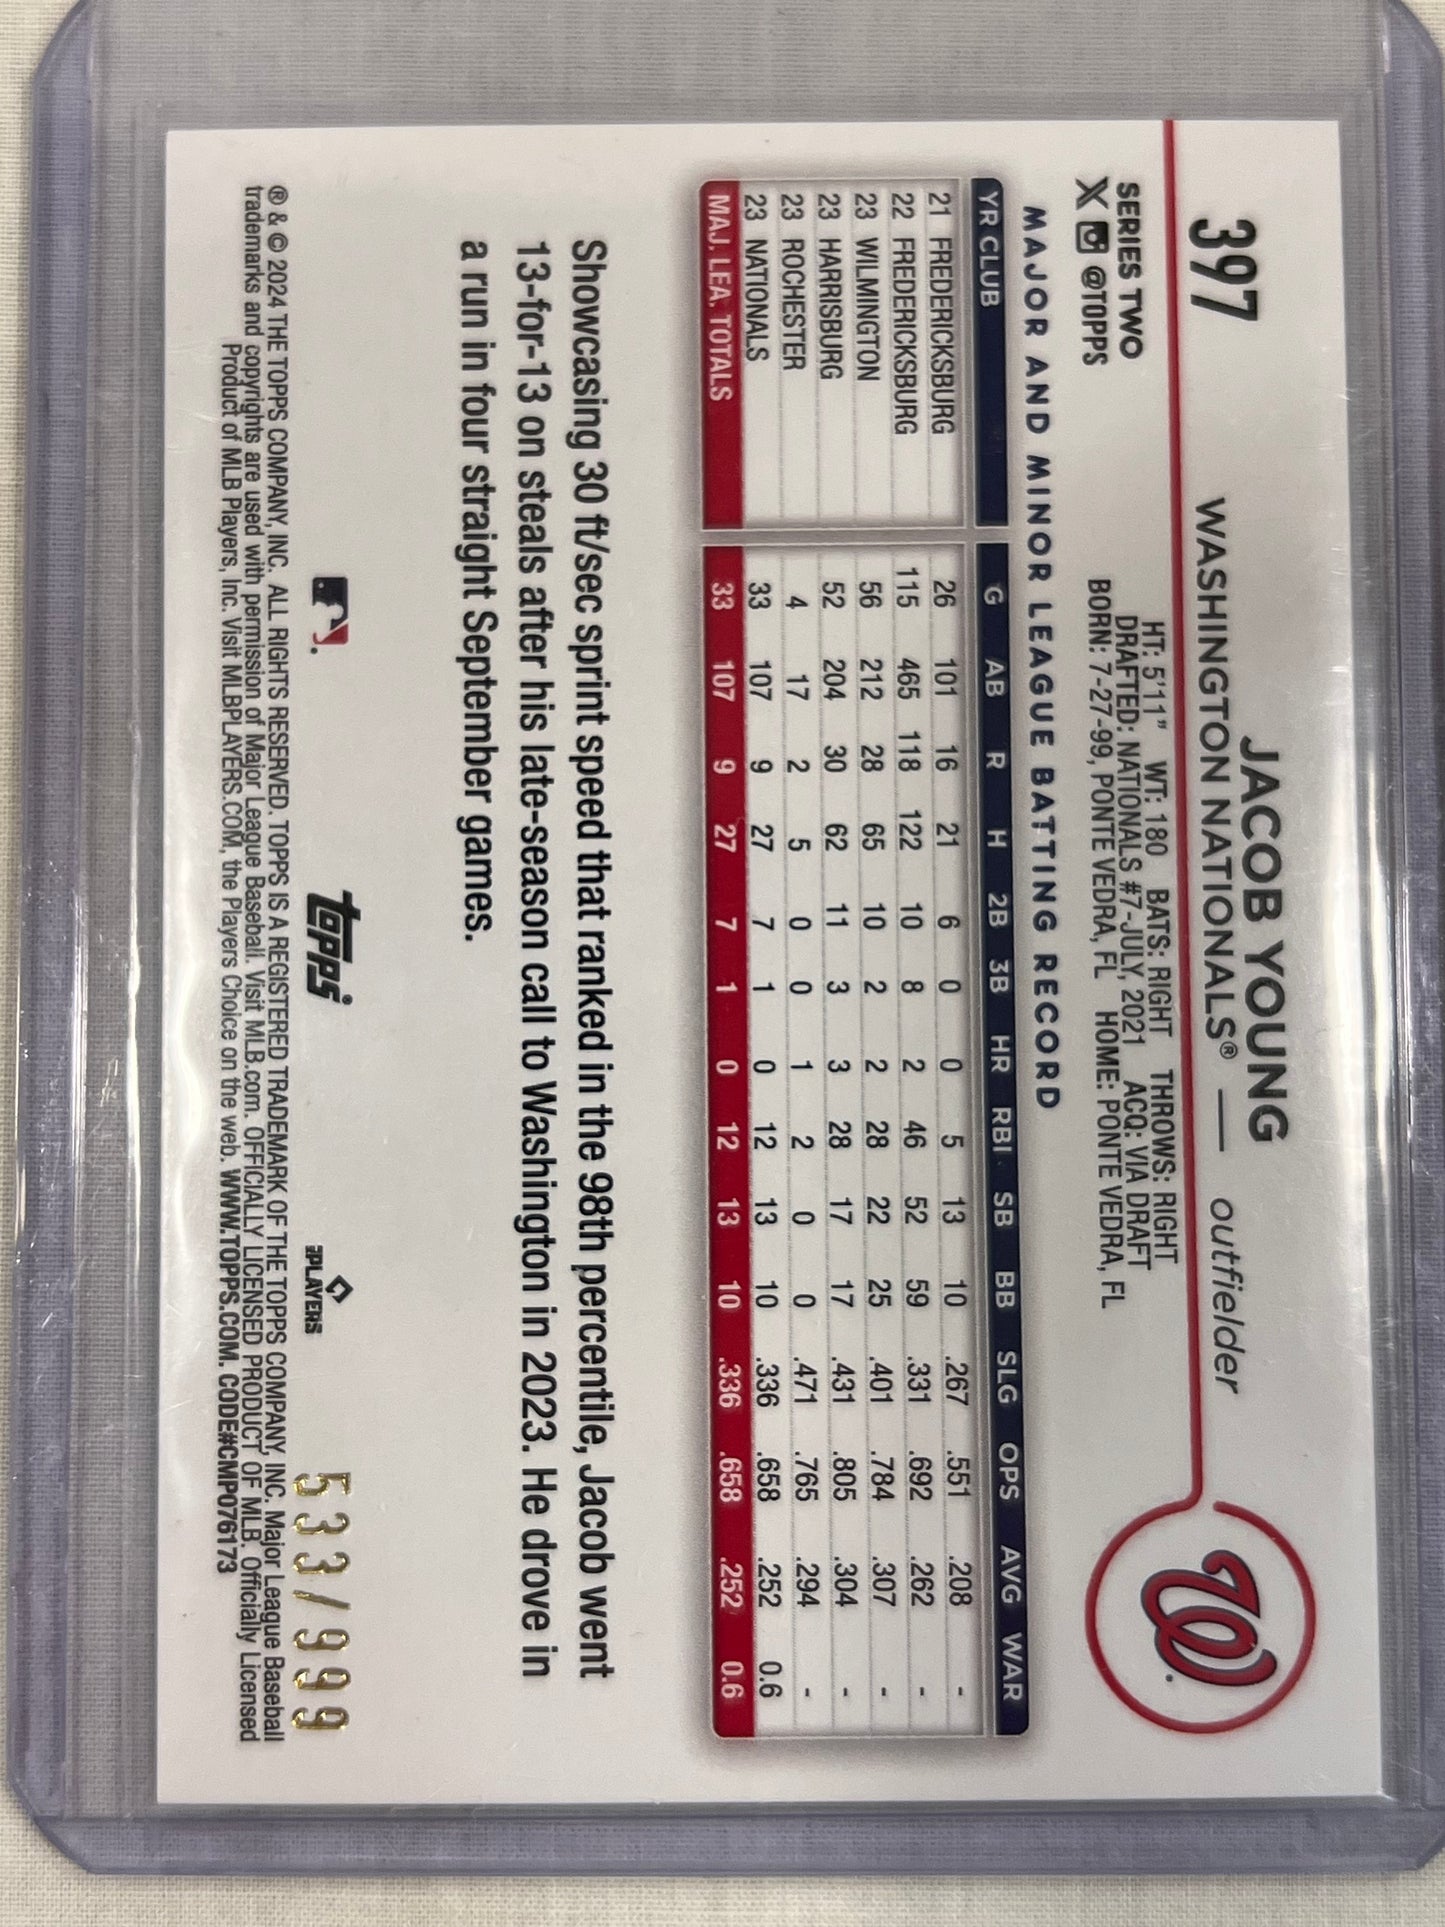 397
JACOB YOUNG
WASHINGTON NATIONALS® — outfielder
SERIES TWO
X @TOPPS
HT: 5'11" WT: 180 BATS: RIGHT THROWS: RIGHT
DRAFTED: NATIONALS #7-JULY, 2021 ACQ: VIA DRAFT
BORN: 7-27-99, PONTE VEDRA, FL HOME: PONTE VEDRA, FL
W
MAJOR AND MINOR LEAGUE BATTING RECORD
YR CLUB G AB R H 2B 3B HR RBI SB BB SLG OPS AVG WAR
21 FREDERICKSBURG 26 101 16 21 6 0 0 5 13 10 .267 .551 .208 -
22 FREDERICKSBURG 115 465 118 122 10 8 2 46 52 59 .331 .692 .262 -
23 WILMINGTON 56 212 28 65 10 2 2 28 22 25 .401 .784 .307 -
23 HARRISBURG 52 204 30 62 11 3 3 28 17 17 .431 .805 .304 -
23 ROCHESTER 4 17 2 5 0 0 1 2 0 0 .471 .765 .294 -
23 NATIONALS 33 107 9 27 7 1 0 12 13 10 .336 .658 .252 0.6
MAJ. LEA. TOTALS 33 107 9 27 7 1 0 12 13 10 .336 .658 .252 0.6
Showcasing 30 ft/sec sprint speed that ranked in the 98th percentile, Jacob went
13-for-13 on steals after his late-season call to Washington in 2023. He drove in
a run in four straight September games.
topps®
PLAYERS
533/999
® & © 2024 THE TOPPS COMPANY, INC. ALL RIGHTS RESERVED. TOPPS IS A REGISTERED TRADEMARK OF THE TOPPS COMPANY, INC. Major League Baseball
trademarks and copyrights are used with permission of Major League Baseball. Visit MLB.com. OFFICIALLY LICENSED PRODUCT OF MLB. Officially Licensed
Product of MLB Players, Inc. Visit MLBPLAYERS.COM, the Players Choice on the web. WWW.TOPPS.COM. CODE#CMP076173